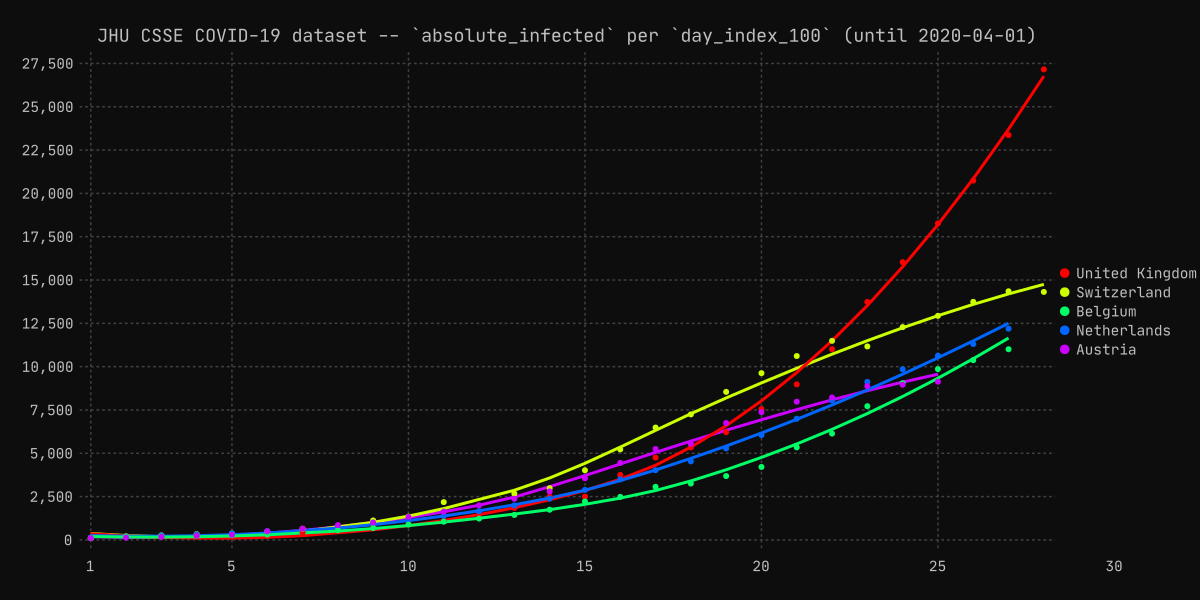 JHU CSSE COVID-19 dataset -- `absolute_infected` per `day_index_100` (until 2020-04-01)
27,500
25,000
22,500
20,000
17,500
15,000
12,500
10,000
7,500
5,000
2,500
0
1 5 10 15 20 25 30
United Kingdom
Switzerland
Belgium
Netherlands
Austria